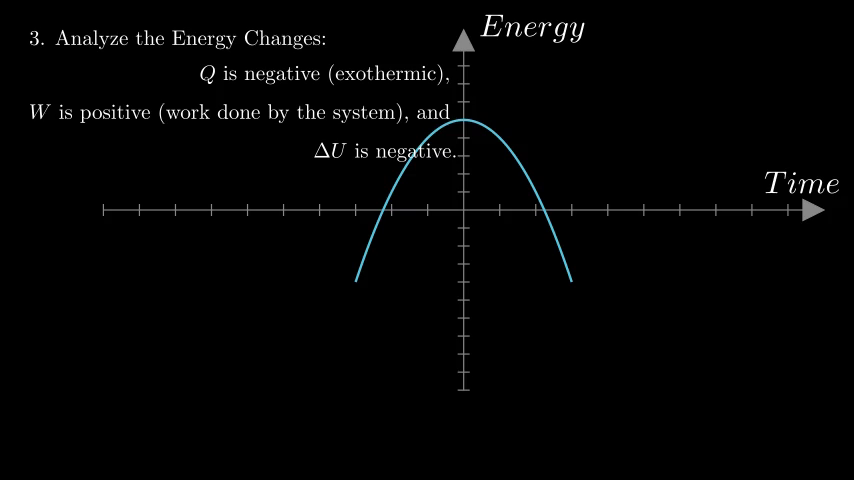 3. Analyze the Energy Changes:
Q is negative (exothermic),
W is positive (work done by the system), and
ΔU is negative.
Energy
Time